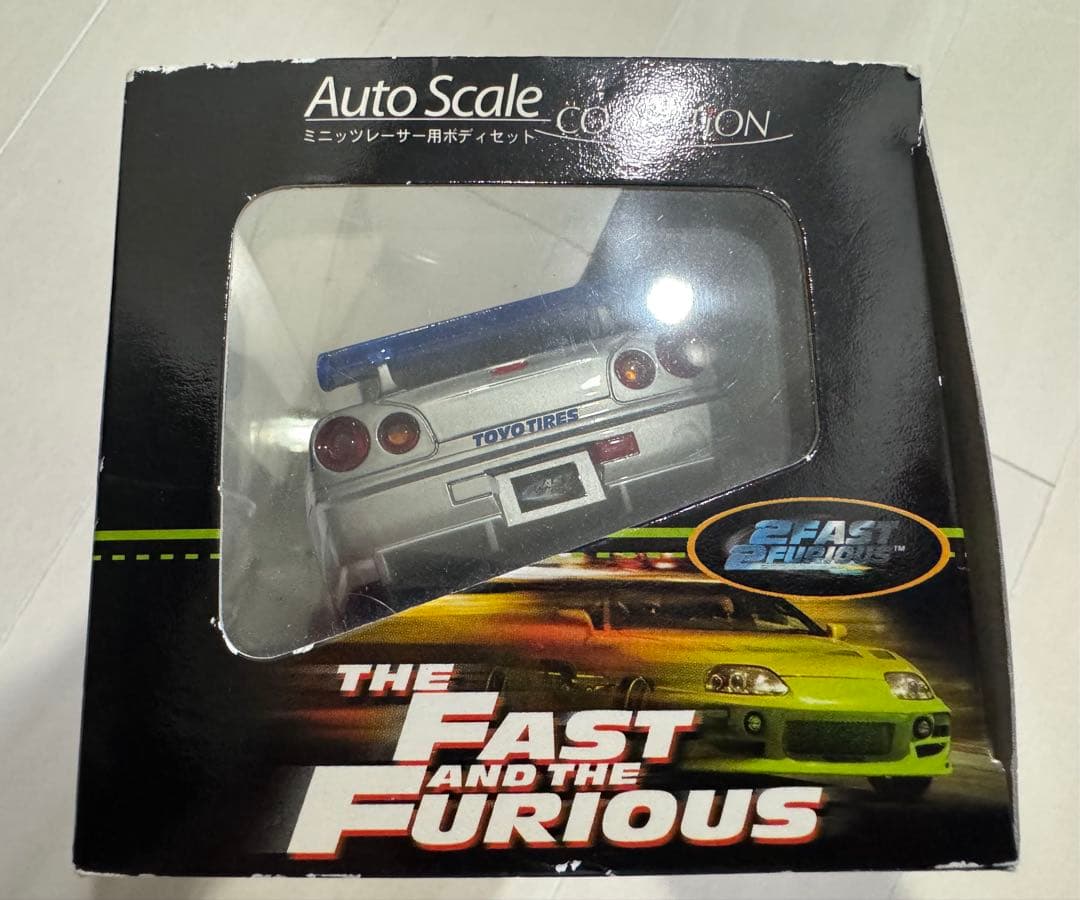 Auto Scale
COLLECTION
ミニッツレーサー用ボディセット
TOYO TIRES
2FAST
2FURIOUS™
THE
FAST
AND THE
FURIOUS